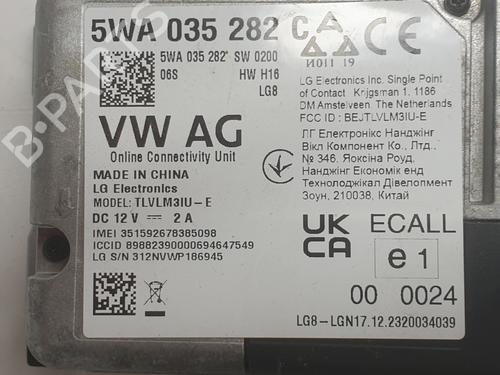 5WA 035 282 C
5WA 035 282* SW 0200
06S HW H16
LG8
VW AG
Online Connectivity Unit
MADE IN CHINA
LG Electronics
MODEL: TLVLM3IU-E
DC 12 V 2 A
IMEI 351592678385098
ICCID 89882390000694647549
LG S/N 312NVWP186945
И011 19
LG Electronics Inc. Single Point
of Contact Krijgsman 1, 1186
DM Amstelveen The Netherlands
FCC ID : BEJTLVLM3IU-E
ЛГ Електронікс Нанджінг
Вікл Компонент Ко., Лтд..,
№ 346. Яоксіна Роуд.
Нанджінг Економік енд
Технолоджікал Дівелопмент
Зоун, 210038, Китай
UK
CA
ECALL
e1
00 0024
LG8-LGN17.12.2320034039
B-Parts